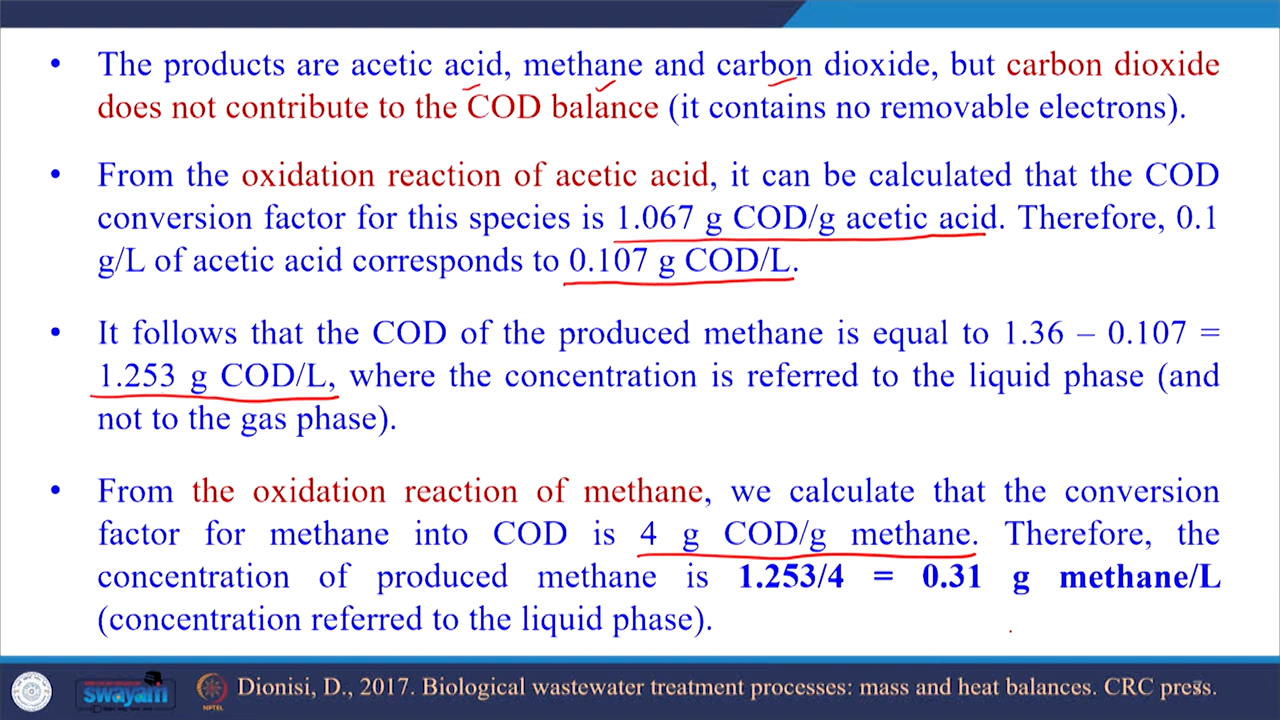 • The products are acetic acid, methane and carbon dioxide, but carbon dioxide
does not contribute to the COD balance (it contains no removable electrons).
• From the oxidation reaction of acetic acid, it can be calculated that the COD
conversion factor for this species is 1.067 g COD/g acetic acid. Therefore, 0.1
g/L of acetic acid corresponds to 0.107 g COD/L.
• It follows that the COD of the produced methane is equal to 1.36 – 0.107 =
1.253 g COD/L, where the concentration is referred to the liquid phase (and
not to the gas phase).
• From the oxidation reaction of methane, we calculate that the conversion
factor for methane into COD is 4 g COD/g methane. Therefore, the
concentration of produced methane is 1.253/4 = 0.31 g methane/L
(concentration referred to the liquid phase).
swayam
NPTEL
Dionisi, D., 2017. Biological wastewater treatment processes: mass and heat balances. CRC press.